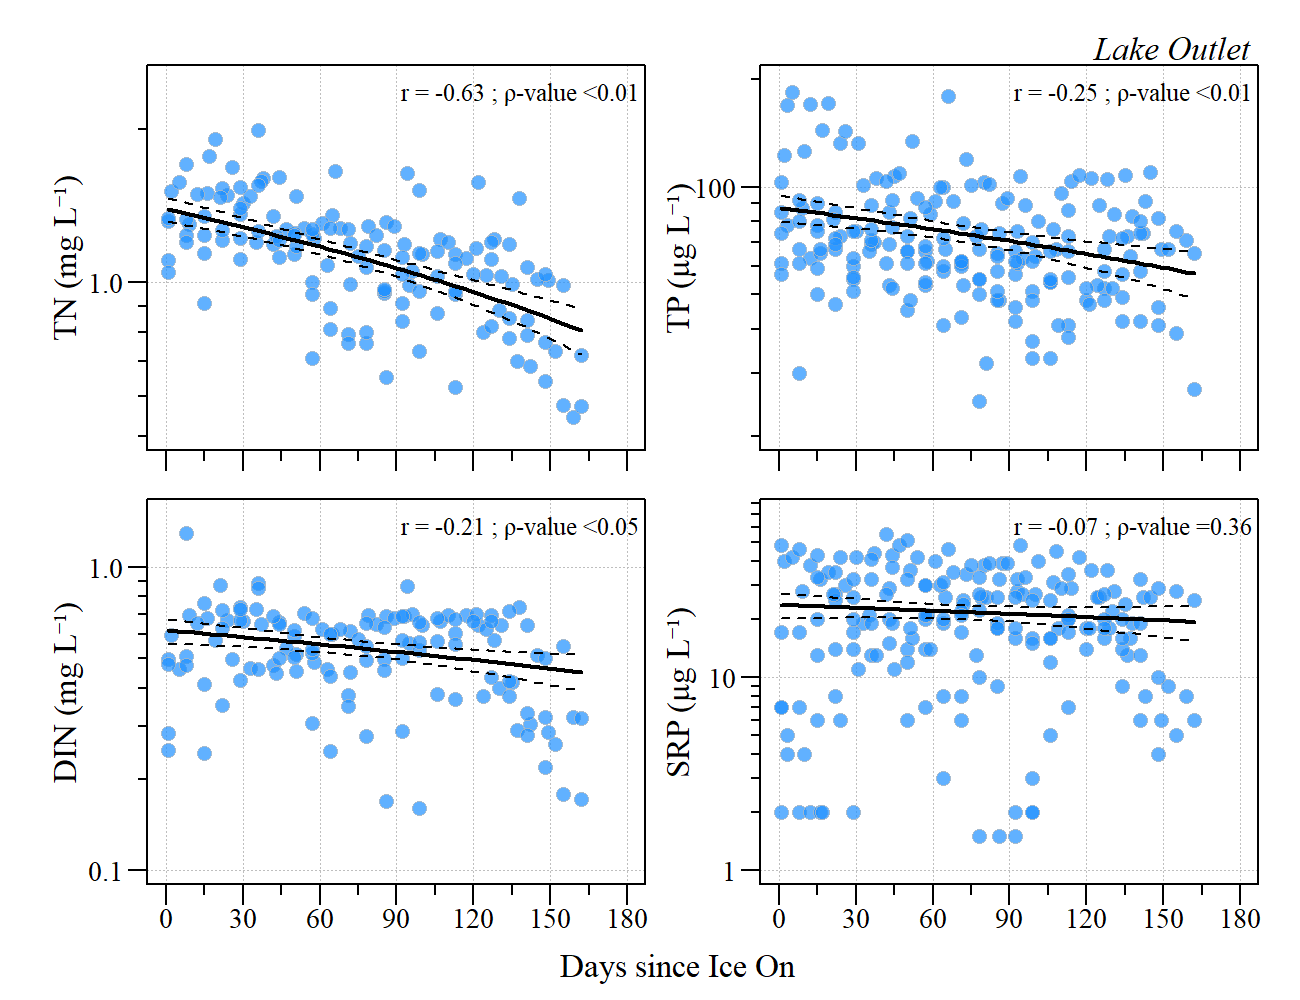 Lake Outlet
r = -0.63 ; ρ-value <0.01
TN (mg L⁻¹)
1.0
r = -0.25 ; ρ-value <0.01
TP (µg L⁻¹)
100
r = -0.21 ; ρ-value <0.05
DIN (mg L⁻¹)
1.0
0.1
0 30 60 90 120 150 180
r = -0.07 ; ρ-value =0.36
SRP (µg L⁻¹)
10
1
0 30 60 90 120 150 180
Days since Ice On